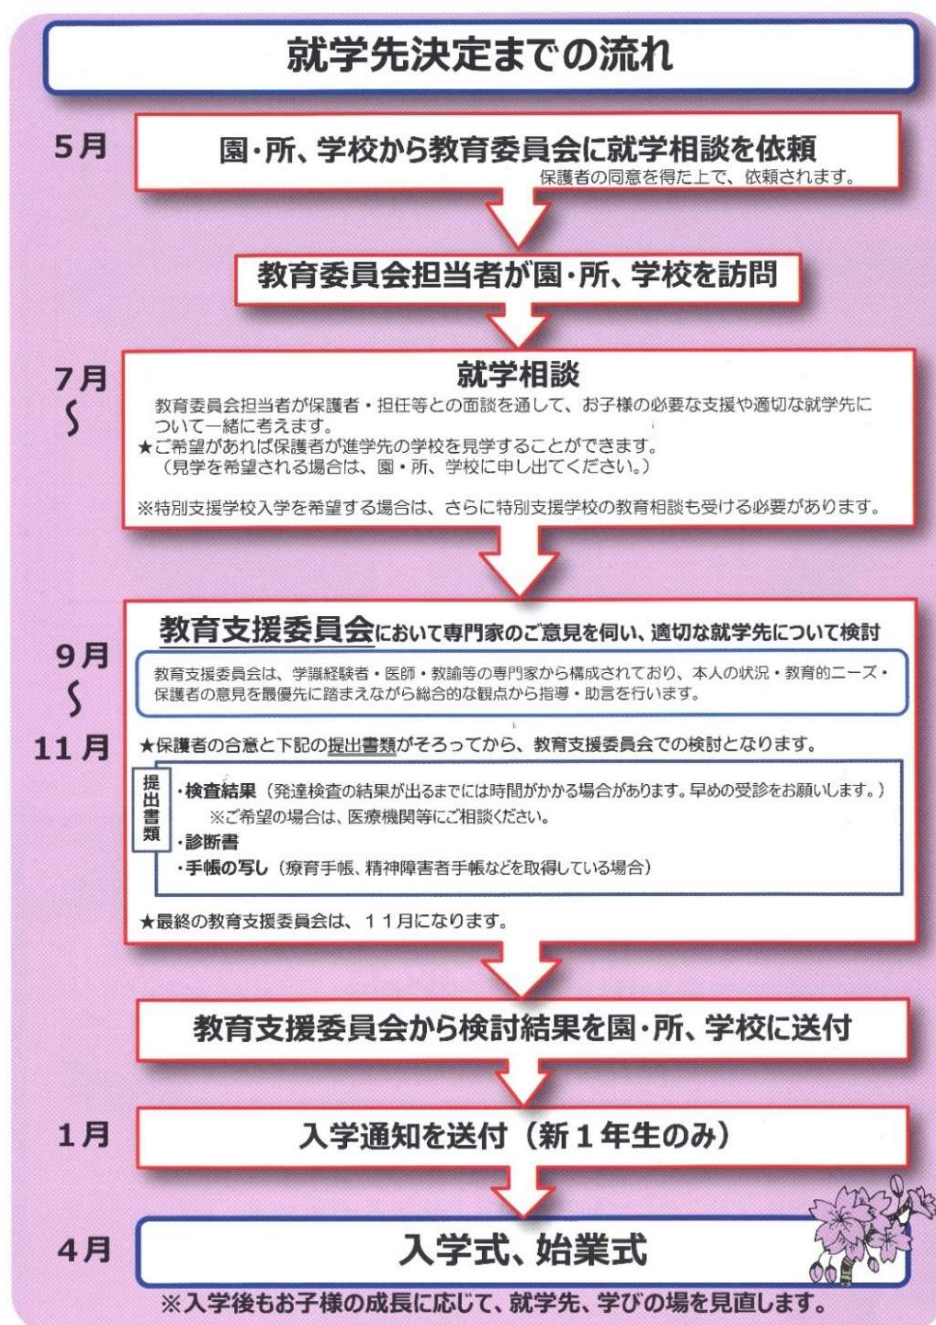 就学先決定までの流れ
5月
園・所、学校から教育委員会に就学相談を依頼
保護者の同意を得た上で、依頼されます。
教育委員会担当者が園・所、学校を訪問
7月
~
就学相談
教育委員会担当者が保護者・担任等との面談を通して、お子様の必要な支援や適切な就学先に
ついて一緒に考えます。
★ご希望があれば保護者が進学先の学校を見学することができます。
(見学を希望される場合は、園・所、学校に申し出てください。)
※特別支援学校入学を希望する場合は、さらに特別支援学校の教育相談も受ける必要があります。
9月
~
11月
教育支援委員会において専門家のご意見を伺い、適切な就学先について検討
教育支援委員会は、学識経験者・医師・教諭等の専門家から構成されており、本人の状況・教育的ニーズ・
保護者の意見を最優先に踏まえながら総合的な観点から指導・助言を行います。
★保護者の合意と下記の提出書類がそろってから、教育支援委員会での検討となります。
提出書類
・検査結果(発達検査の結果が出るまでには時間がかかる場合があります。早めの受診をお願いします。)
※ご希望の場合は、医療機関等にご相談ください。
・診断書
・手帳の写し(療育手帳、精神障害者手帳などを取得している場合)
★最終の教育支援委員会は、11月になります。
教育支援委員会から検討結果を園・所、学校に送付
1月
入学通知を送付(新1年生のみ)
4月
入学式、始業式
※入学後もお子様の成長に応じて、就学先、学びの場を見直します。